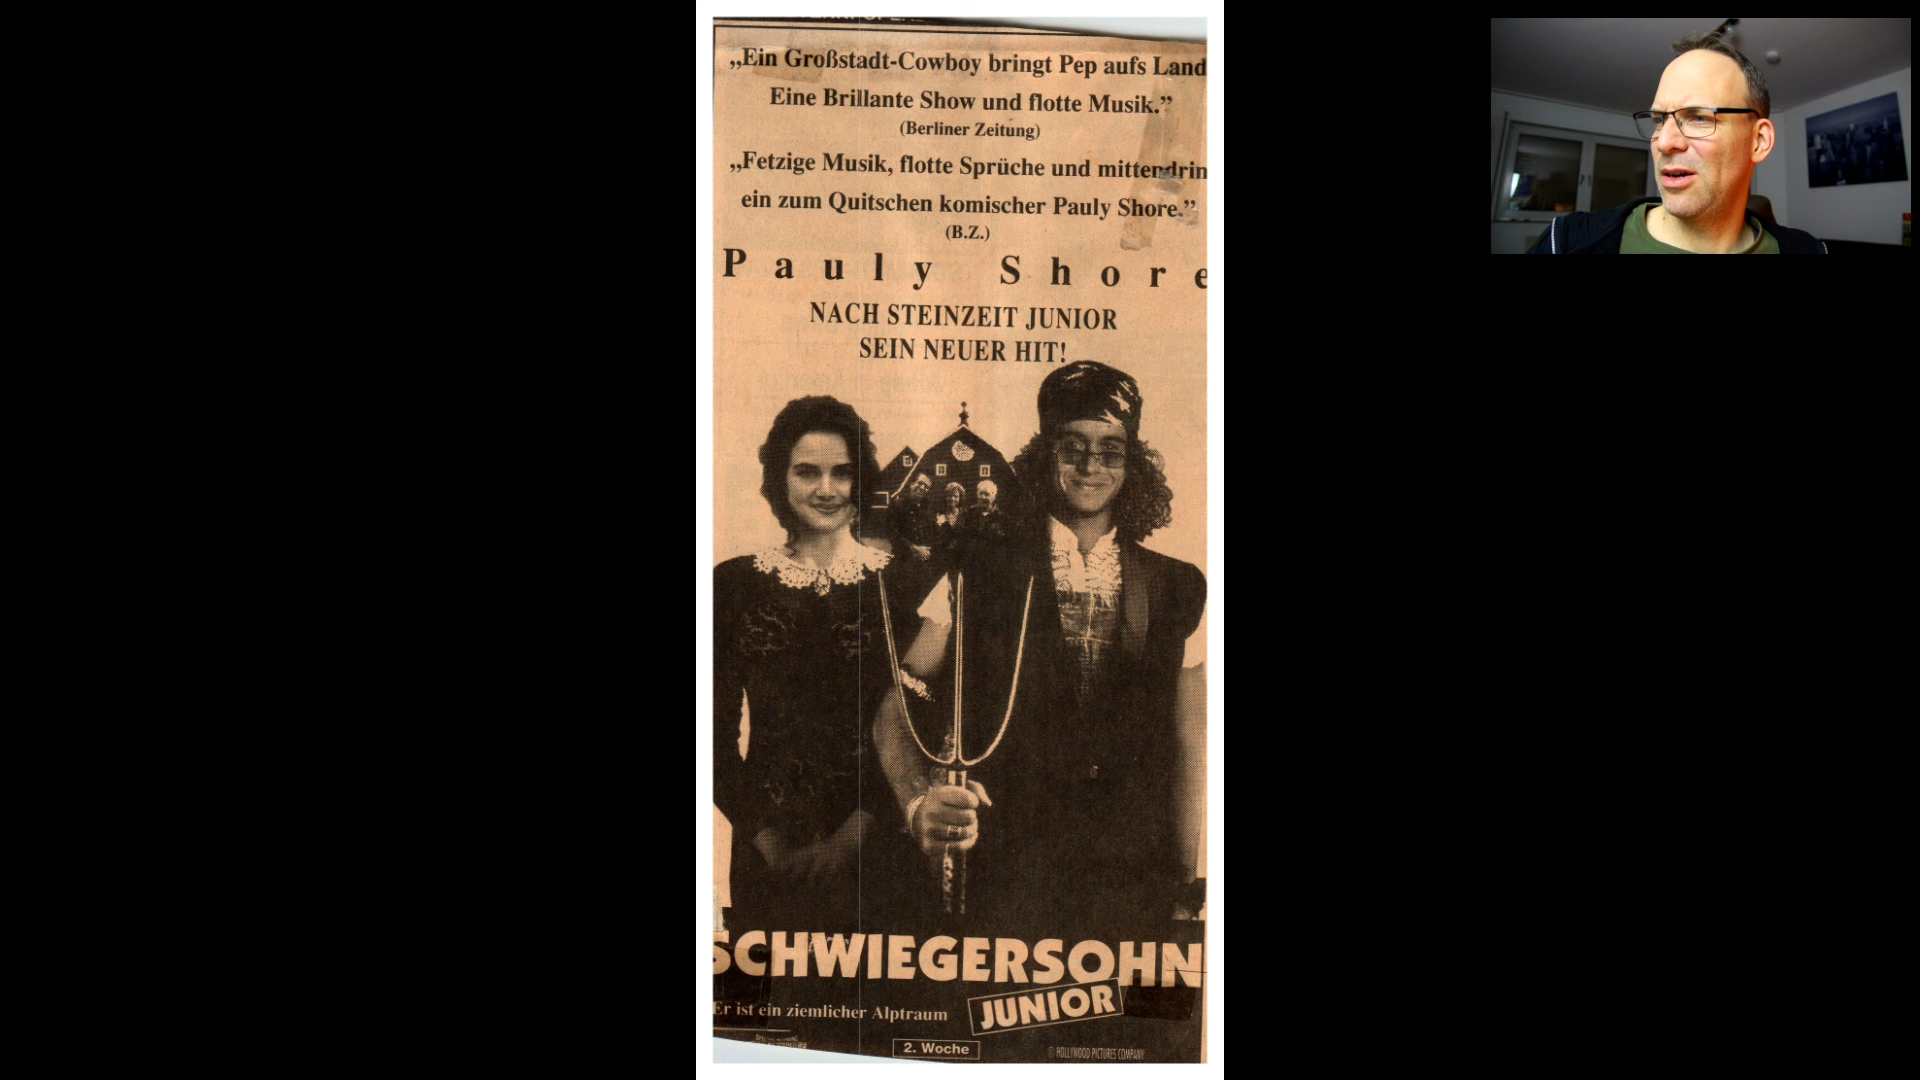 „Ein Großstadt-Cowboy bringt Pep aufs Land
Eine Brillante Show und flotte Musik.”
(Berliner Zeitung)
„Fetzige Musik, flotte Sprüche und mittendrin
ein zum Quitschen komischer Pauly Shore.”
(B.Z.)
Pauly Shore
NACH STEINZEIT JUNIOR
SEIN NEUER HIT!
SCHWIEGERSOHN
JUNIOR
Er ist ein ziemlicher Alptraum
2. Woche
© HOLLYWOOD PICTURES COMPANY